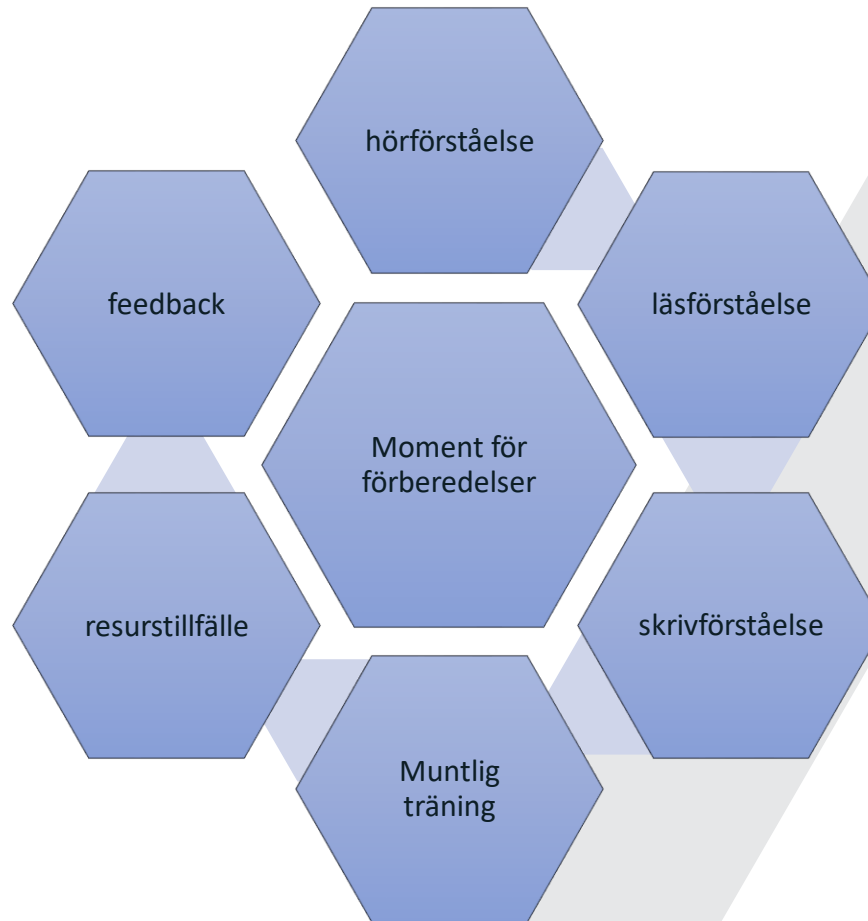 hörförståelse
läsförståelse
skrivförståelse
Muntlig
träning
resurstillfälle
feedback
Moment för
förberedelser